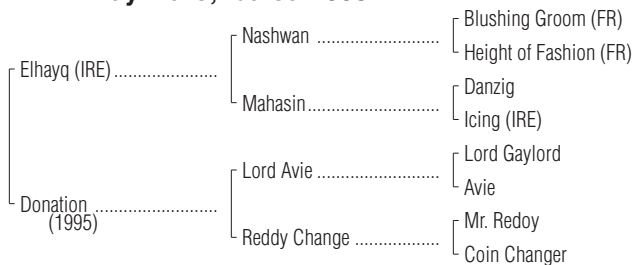 Blushing Groom (FR)
Nashwan
Height of Fashion (FR)
Elhayq (IRE)
Danzig
Mahasin
Icing (IRE)
Lord Gaylord
Lord Avie
Avie
Donation
(1995)
Mr. Redoy
Reddy Change
Coin Changer